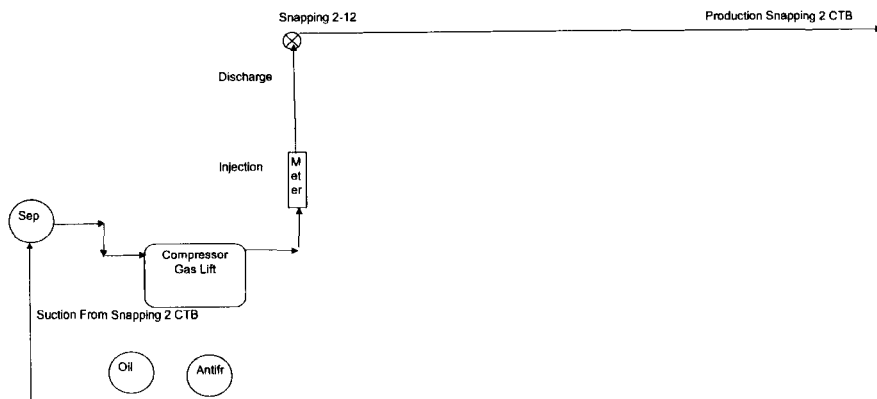 Snapping 2-12
Production Snapping 2 CTB
Discharge
Injection
M
et
er
Sep
Compressor
Gas Lift
Suction From Snapping 2 CTB
Oil
Antifr